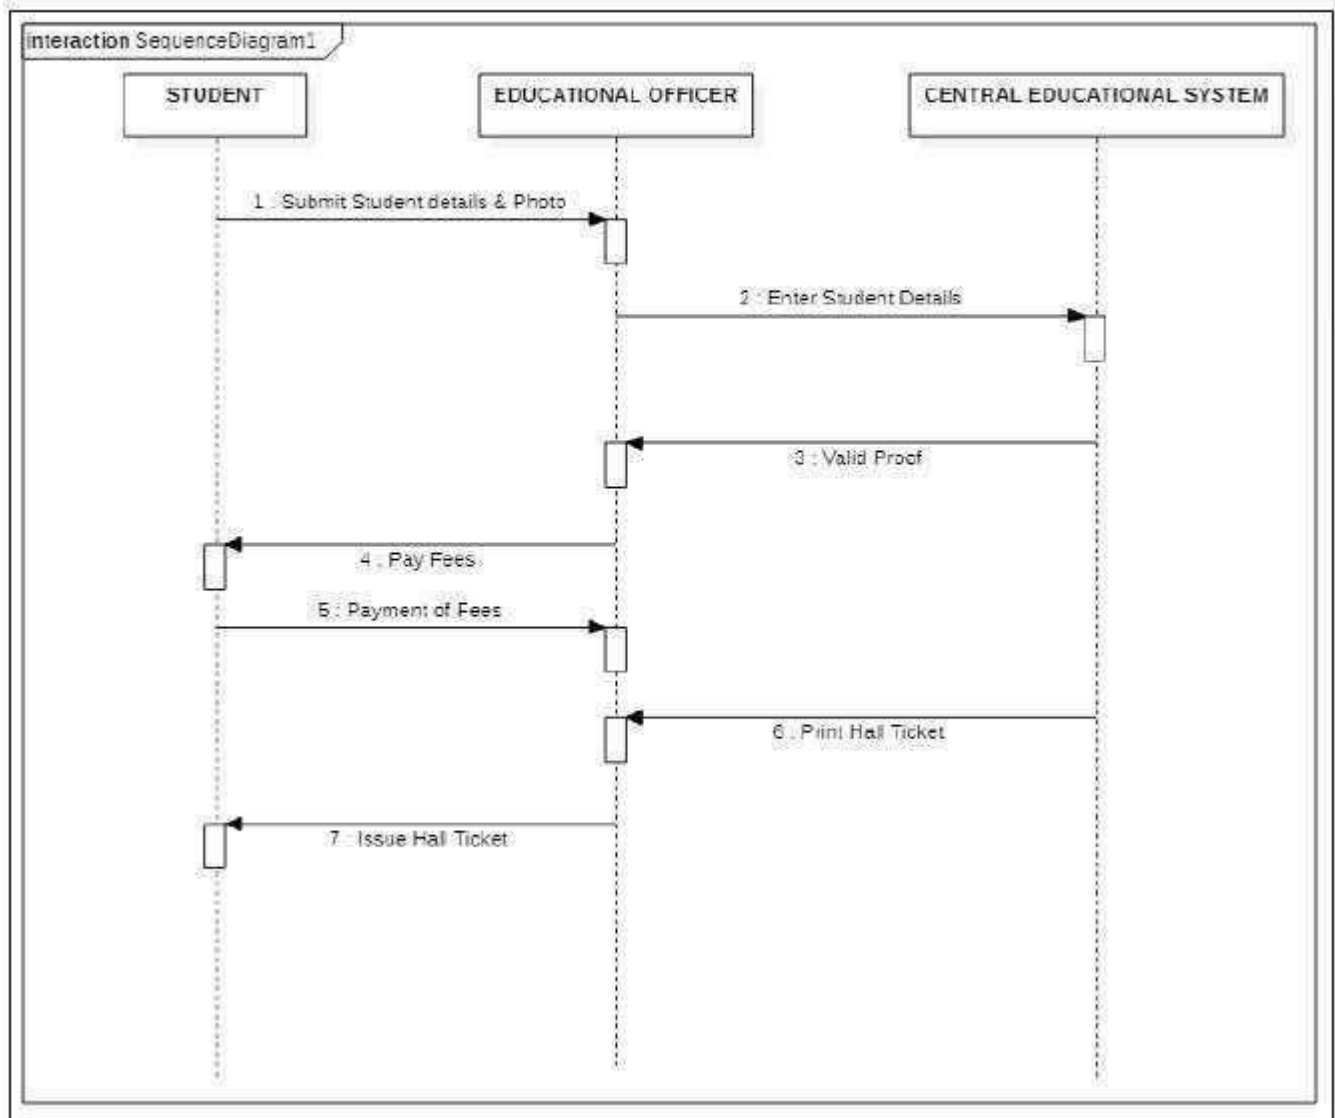 interaction SequenceDiagram1
STUDENT
EDUCATIONAL OFFICER
CENTRAL EDUCATIONAL SYSTEM
1 : Submit Student details & Photo
2 : Enter Student Details
3 : Valid Proof
4 : Pay Fees
5 : Payment of Fees
6 : Print Hall Ticket
7 : Issue Hall Ticket